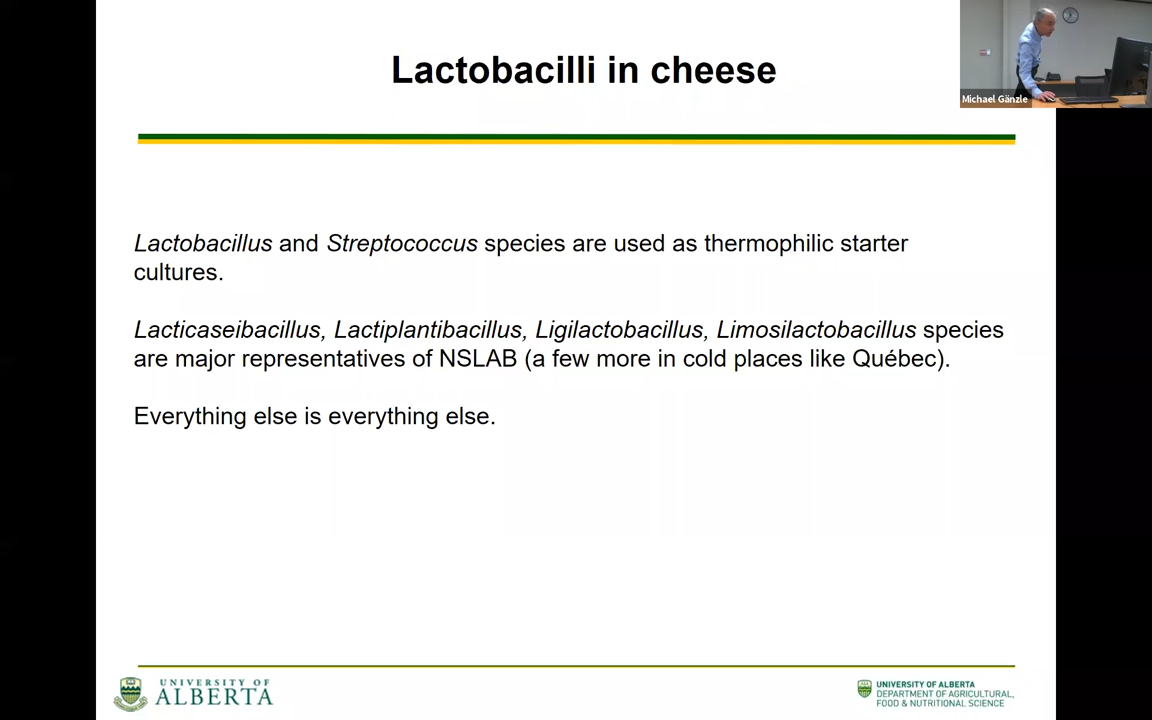 Lactobacilli in cheese
Michael Gänzle
Lactobacillus and Streptococcus species are used as thermophilic starter
cultures.
Lacticaseibacillus, Lactiplantibacillus, Ligilactobacillus, Limosilactobacillus species
are major representatives of NSLAB (a few more in cold places like Québec).
Everything else is everything else.
UNIVERSITY OF
ALBERTA
UNIVERSITY OF ALBERTA
DEPARTMENT OF AGRICULTURAL,
FOOD & NUTRITIONAL SCIENCE